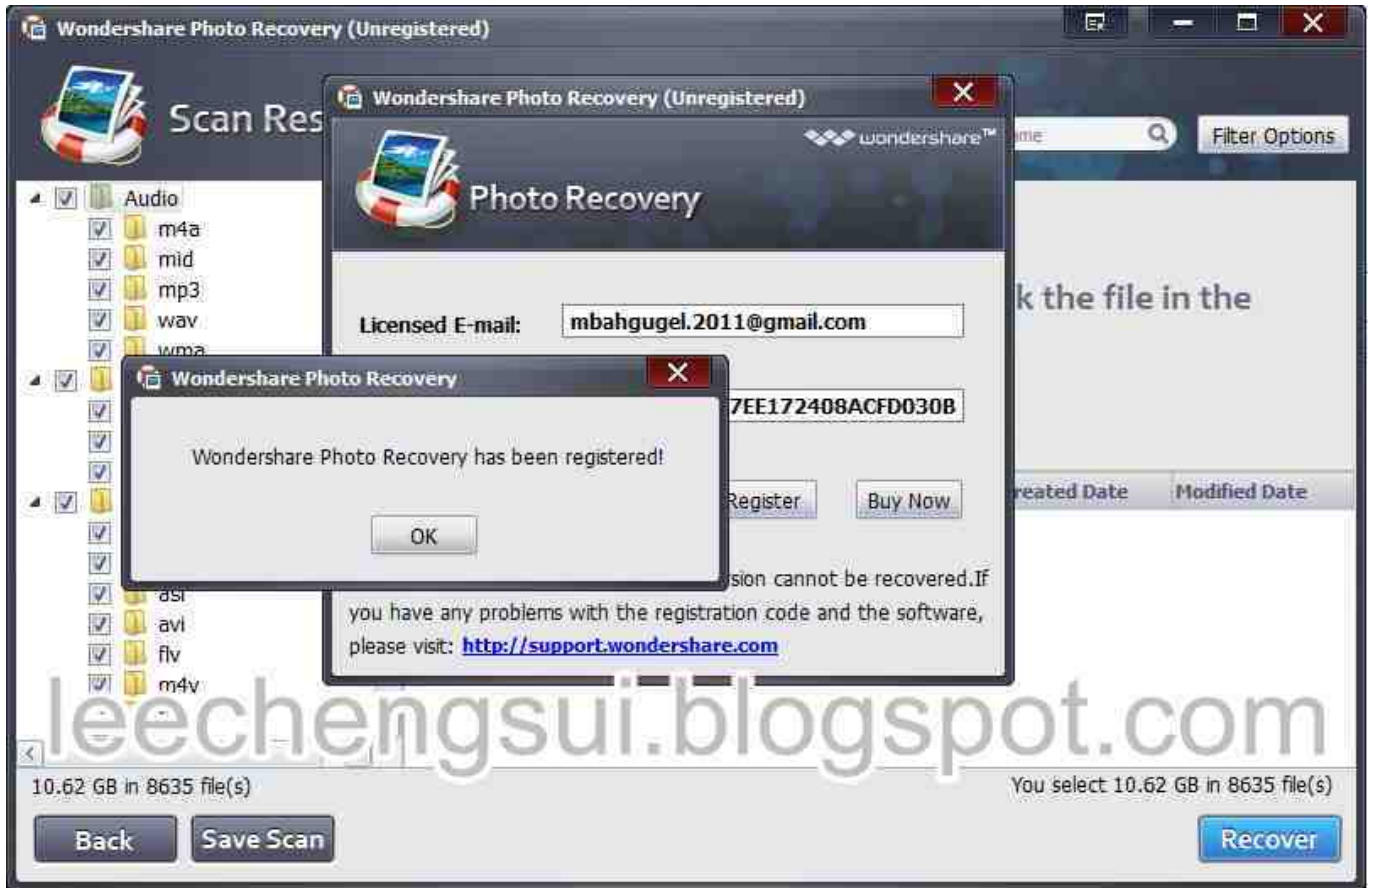 Wondershare Photo Recovery (Unregistered)
Scan Res
Filter Options
Wondershare Photo Recovery (Unregistered)
wondershare™
Photo Recovery
Audio
m4a
mid
mp3
wav
wma
Licensed E-mail: mbahgugel.2011@gmail.com
k the file in the
Wondershare Photo Recovery
7EE172408ACFD030B
Wondershare Photo Recovery has been registered!
Register
Buy Now
OK
reated Date
Modified Date
sion cannot be recovered.If
you have any problems with the registration code and the software,
please visit: http://support.wondershare.com
asf
avi
flv
m4v
leechengsui.blogspot.com
10.62 GB in 8635 file(s)
You select 10.62 GB in 8635 file(s)
Back
Save Scan
Recover